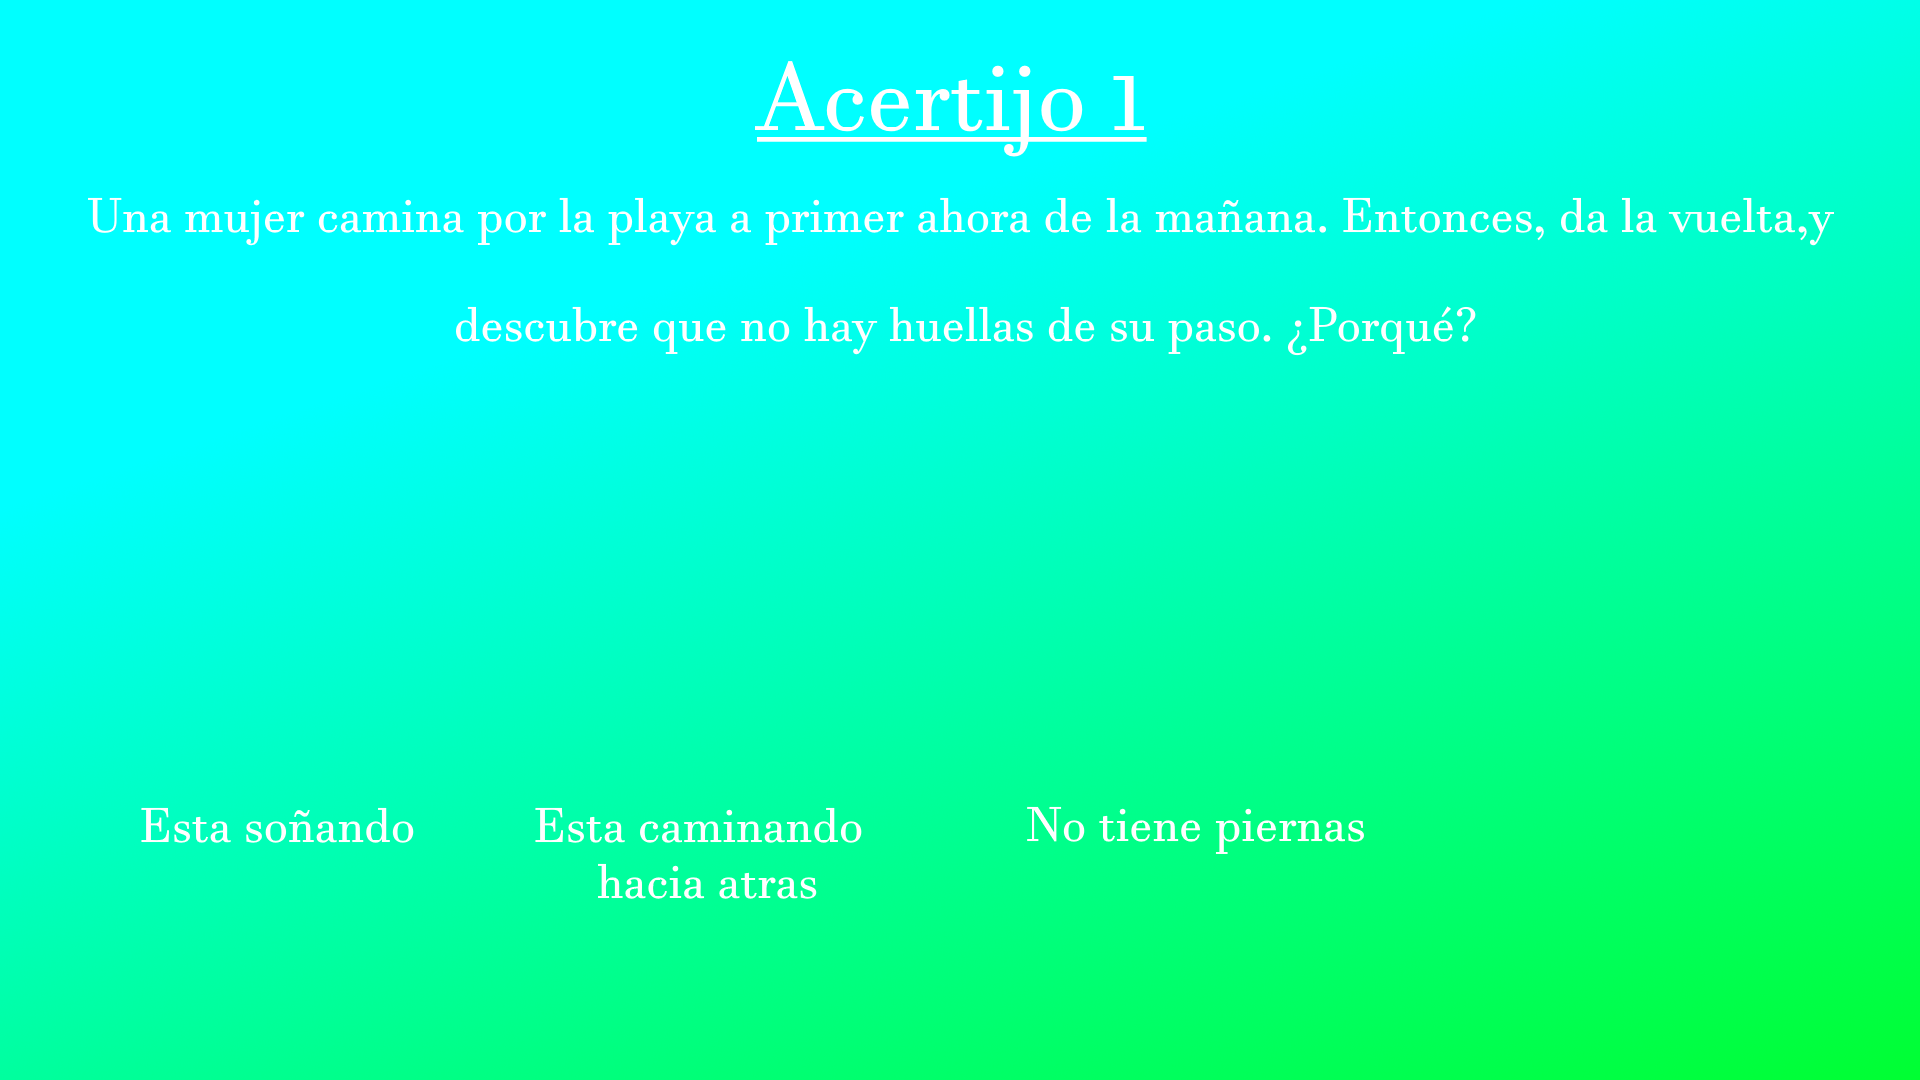 Acertijo 1
Una mujer camina por la playa a primer ahora de la mañana. Entonces, da la vuelta,y
descubre que no hay huellas de su paso. ¿Porqué?
Esta soñando
Esta caminando
hacia atras
No tiene piernas